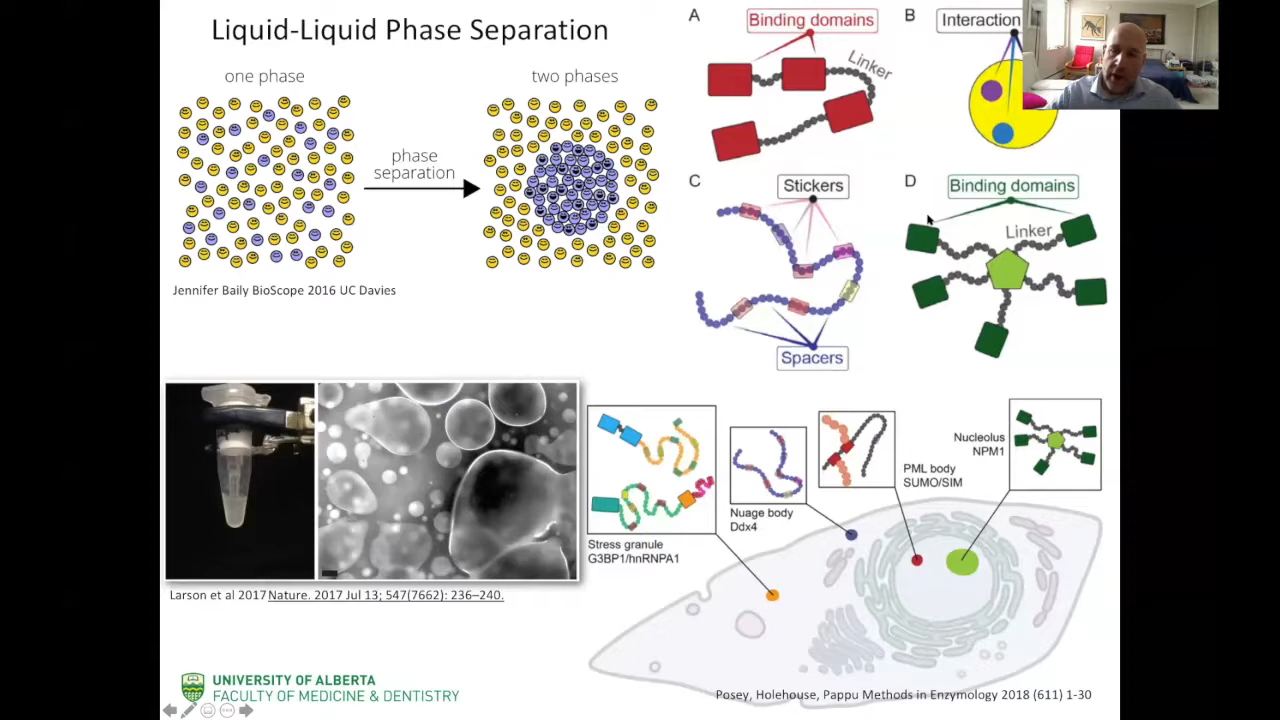 Liquid-Liquid Phase Separation
one phase
two phases
phase
separation
Jennifer Baily BioScope 2016 UC Davies
A
Binding domains
Linker
B
Interaction
C
Stickers
Spacers
D
Binding domains
Linker
Larson et al 2017 Nature. 2017 Jul 13; 547(7662): 236–240.
Stress granule
G3BP1/hnRNPA1
Nuage body
Ddx4
PML body
SUMO/SIM
Nucleolus
NPM1
UNIVERSITY OF ALBERTA
FACULTY OF MEDICINE & DENTISTRY
Posey, Holehouse, Pappu Methods in Enzymology 2018 (611) 1-30